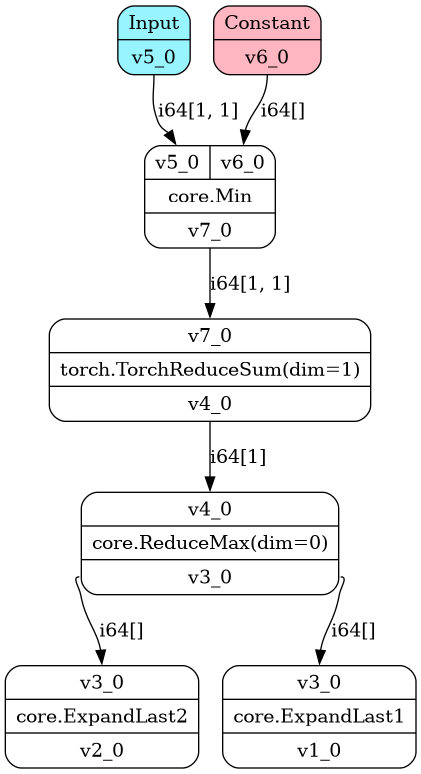 Input
v5_0
Constant
v6_0
i64[1, 1]
i64[]
v5_0
v6_0
core.Min
v7_0
i64[1, 1]
v7_0
torch.TorchReduceSum(dim=1)
v4_0
i64[1]
v4_0
core.ReduceMax(dim=0)
v3_0
i64[]
i64[]
v3_0
core.ExpandLast2
v2_0
v3_0
core.ExpandLast1
v1_0